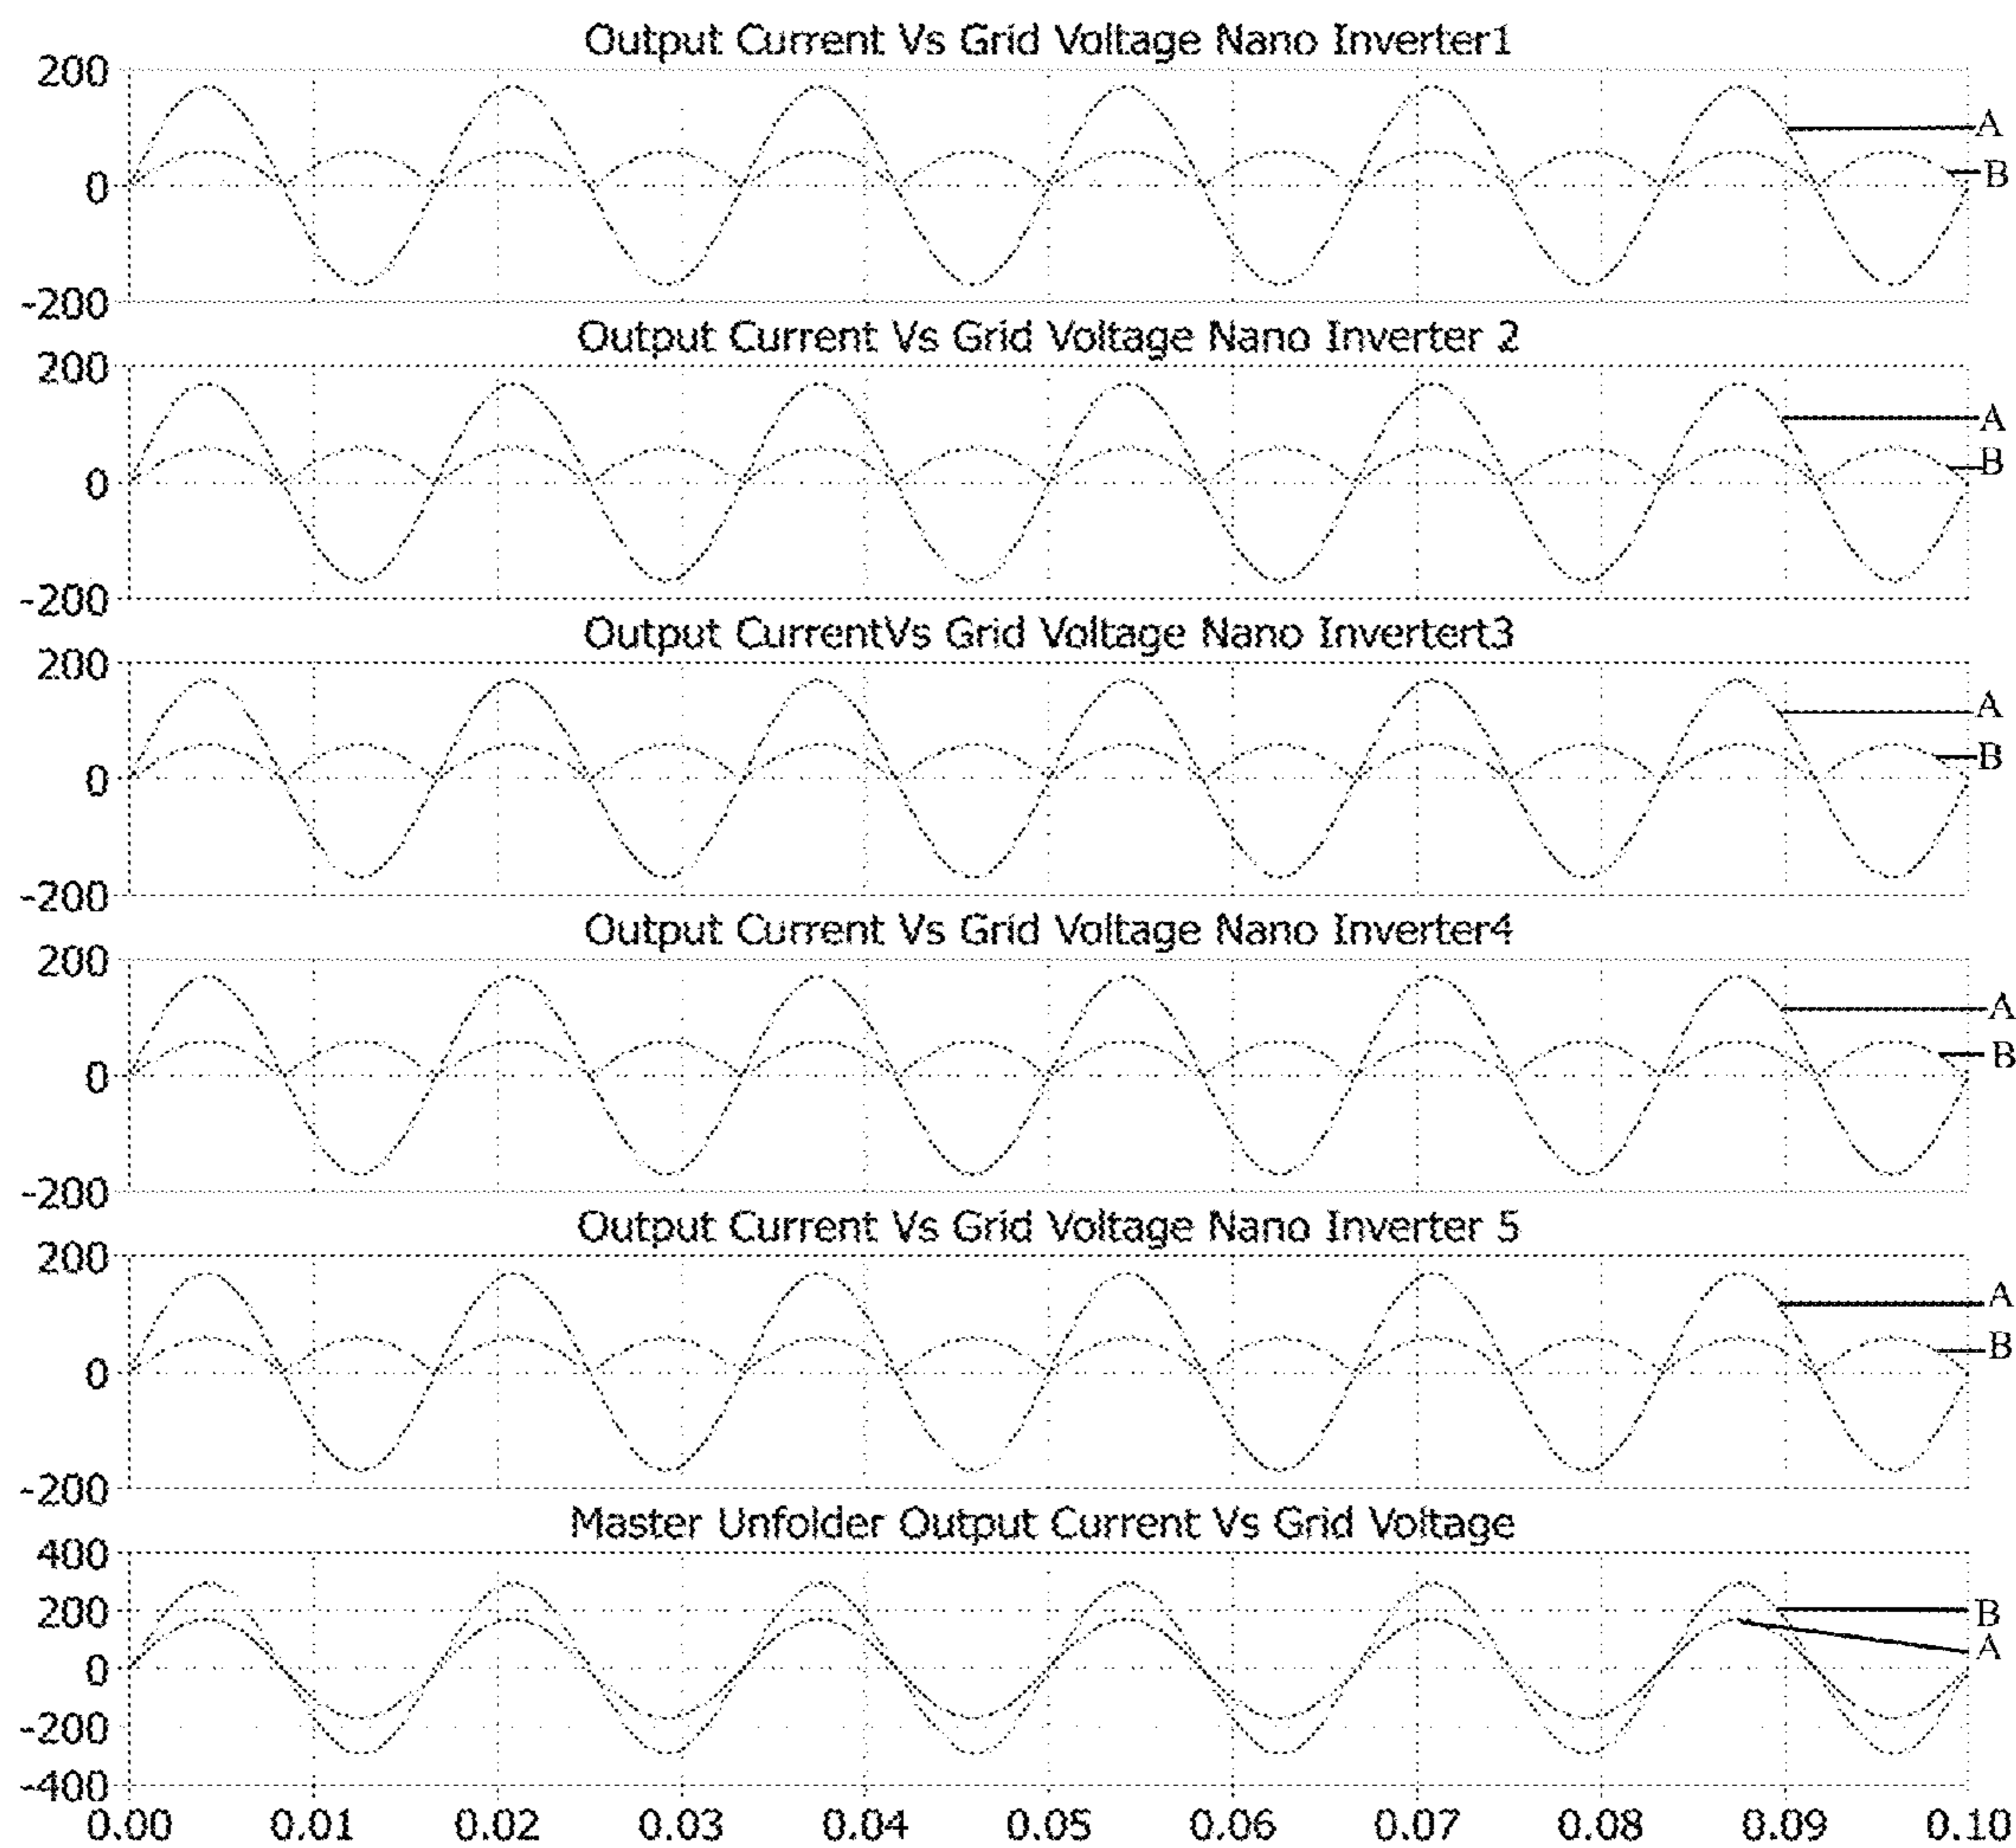 Output Current Vs Grid Voltage Nano Inverter1
200
0
-200
A
B
Output Current Vs Grid Voltage Nano Inverter 2
200
0
-200
A
B
Output CurrentVs Grid Voltage Nano Invertert3
200
0
-200
A
B
Output Current Vs Grid Voltage Nano Inverter4
200
0
-200
A
B
Output Current Vs Grid Voltage Nano Inverter 5
200
0
-200
A
B
Master Unfolder Output Current Vs Grid Voltage
400
200
0
-200
-400
B
A
0.00 0.01 0.02 0.03 0.04 0.05 0.06 0.07 0.08 0.09 0.10